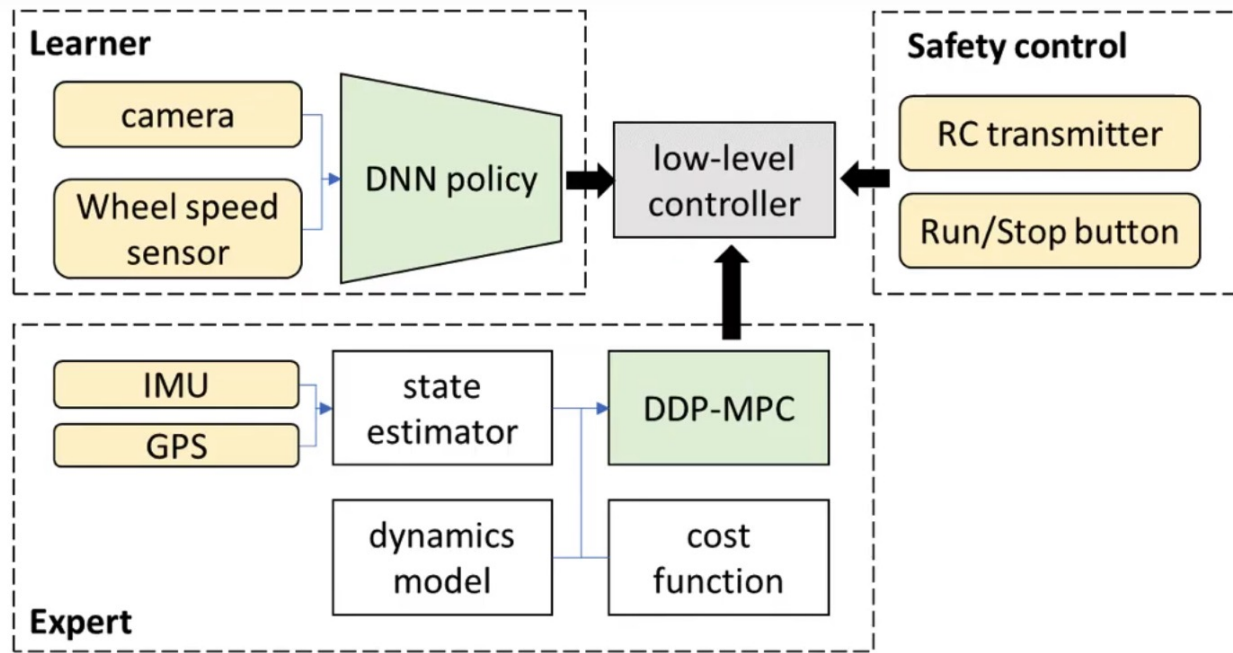 Learner
camera
Wheel speed
sensor
DNN policy
low-level
controller
Safety control
RC transmitter
Run/Stop button
IMU
GPS
state
estimator
DDP-MPC
dynamics
model
cost
function
Expert